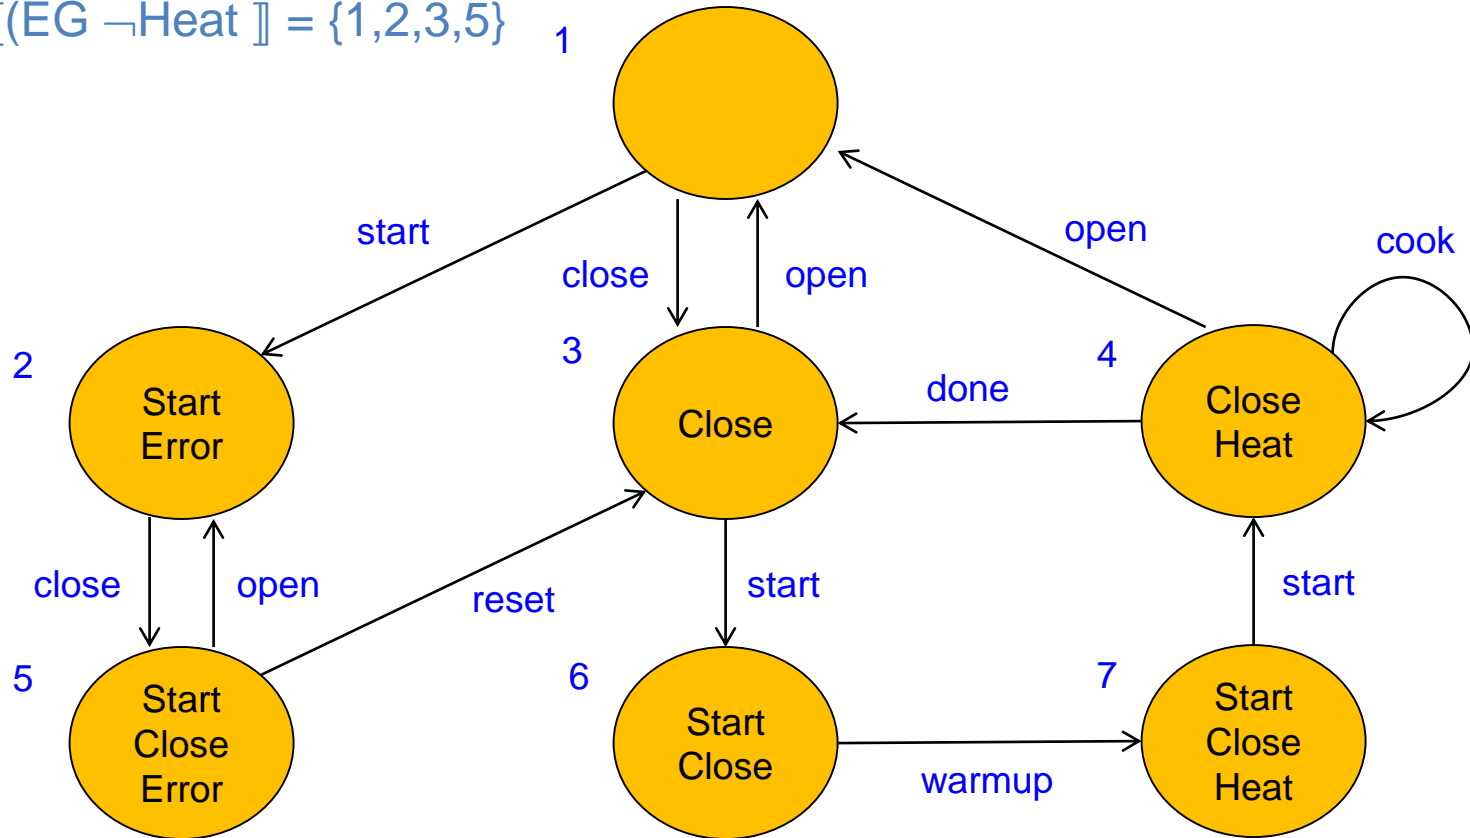 ⟦(EG ¬Heat ⟧ = {1,2,3,5}
1
start
close
open
open
cook
2
Start
Error
3
Close
done
4
Close
Heat
close
open
reset
start
start
5
Start
Close
Error
6
Start
Close
warmup
7
Start
Close
Heat